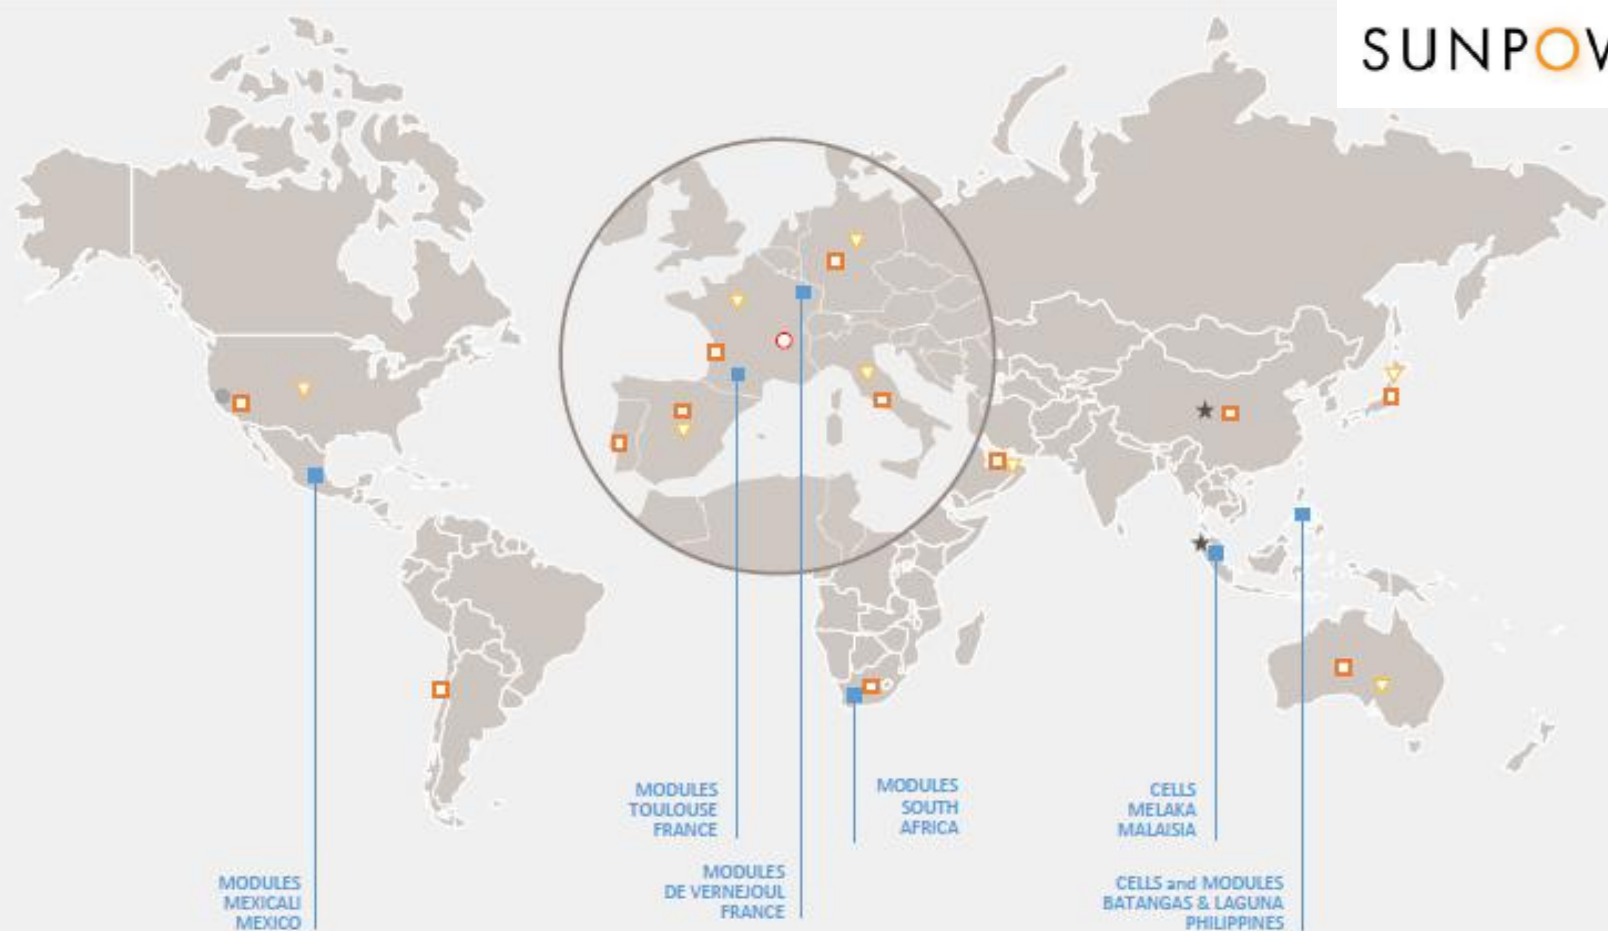 SUNPOW
MODULES
TOULOUSE
FRANCE
MODULES
SOUTH
AFRICA
CELLS
MELAKA
MALAISIA
MODULES
DE VERNEJOUL
FRANCE
MODULES
MEXICALI
MEXICO
CELLS and MODULES
BATANGAS & LAGUNA
PHILIPPINES